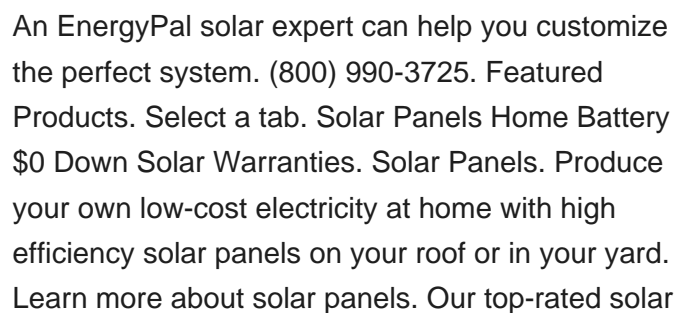 An EnergyPal solar expert can help you customize
the perfect system. (800) 990-3725. Featured
Products. Select a tab. Solar Panels Home Battery
$0 Down Solar Warranties. Solar Panels. Produce
your own low-cost electricity at home with high
efficiency solar panels on your roof or in your yard.
Learn more about solar panels. Our top-rated solar